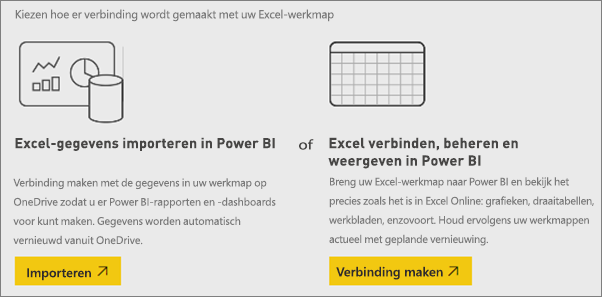 Kiezen hoe er verbinding wordt gemaakt met uw Excel-werkmap
Excel-gegevens importeren in Power BI
Verbinding maken met de gegevens in uw werkmap op
OneDrive zodat u er Power BI-rapporten en -dashboards
voor kunt maken. Gegevens worden automatisch
vernieuwd vanuit OneDrive.
Importeren
of
Excel verbinden, beheren en
weergeven in Power BI
Breng uw Excel-werkmap naar Power BI en bekijk het
precies zoals het is in Excel Online: grafieken, draaitabellen,
werkbladen, enzovoort. Houd ervolgens uw werkmappen
actueel met geplande vernieuwing.
Verbinding maken